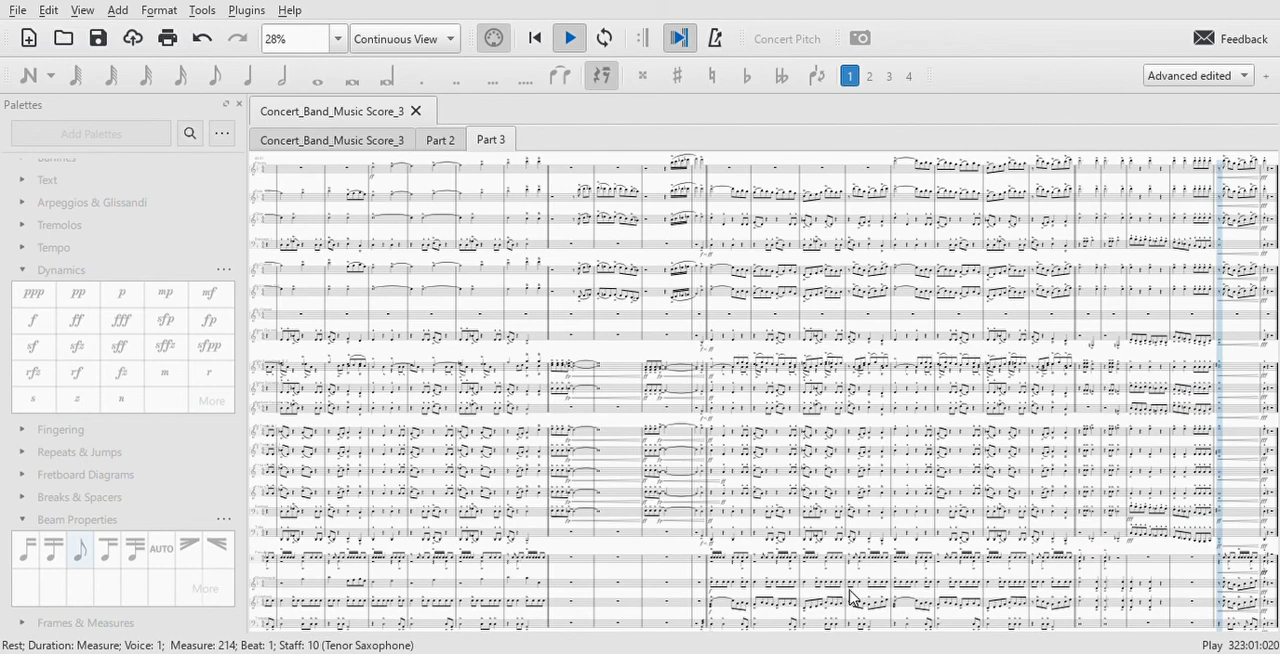 File Edit View Add Format Tools Plugins Help
28% Continuous View Concert Pitch Feedback
1 2 3 4 Advanced edited +
Palettes
Concert_Band_Music Score_3
Add Palettes
Concert_Band_Music Score_3 Part 2 Part 3
Barlines
Text
Arpeggios & Glissandi
Tremolos
Tempo
Dynamics
ppp pp p mp mf
f ff fff sfp fp
sf sfz sff sffz sfpp
rfz rf fz m r
s z n More
Fingering
Repeats & Jumps
Fretboard Diagrams
Breaks & Spacers
Beam Properties
AUTO
More
Frames & Measures
Rest; Duration: Measure; Voice: 1; Measure: 214; Beat: 1; Staff: 10 (Tenor Saxophone) Play 323:01:020